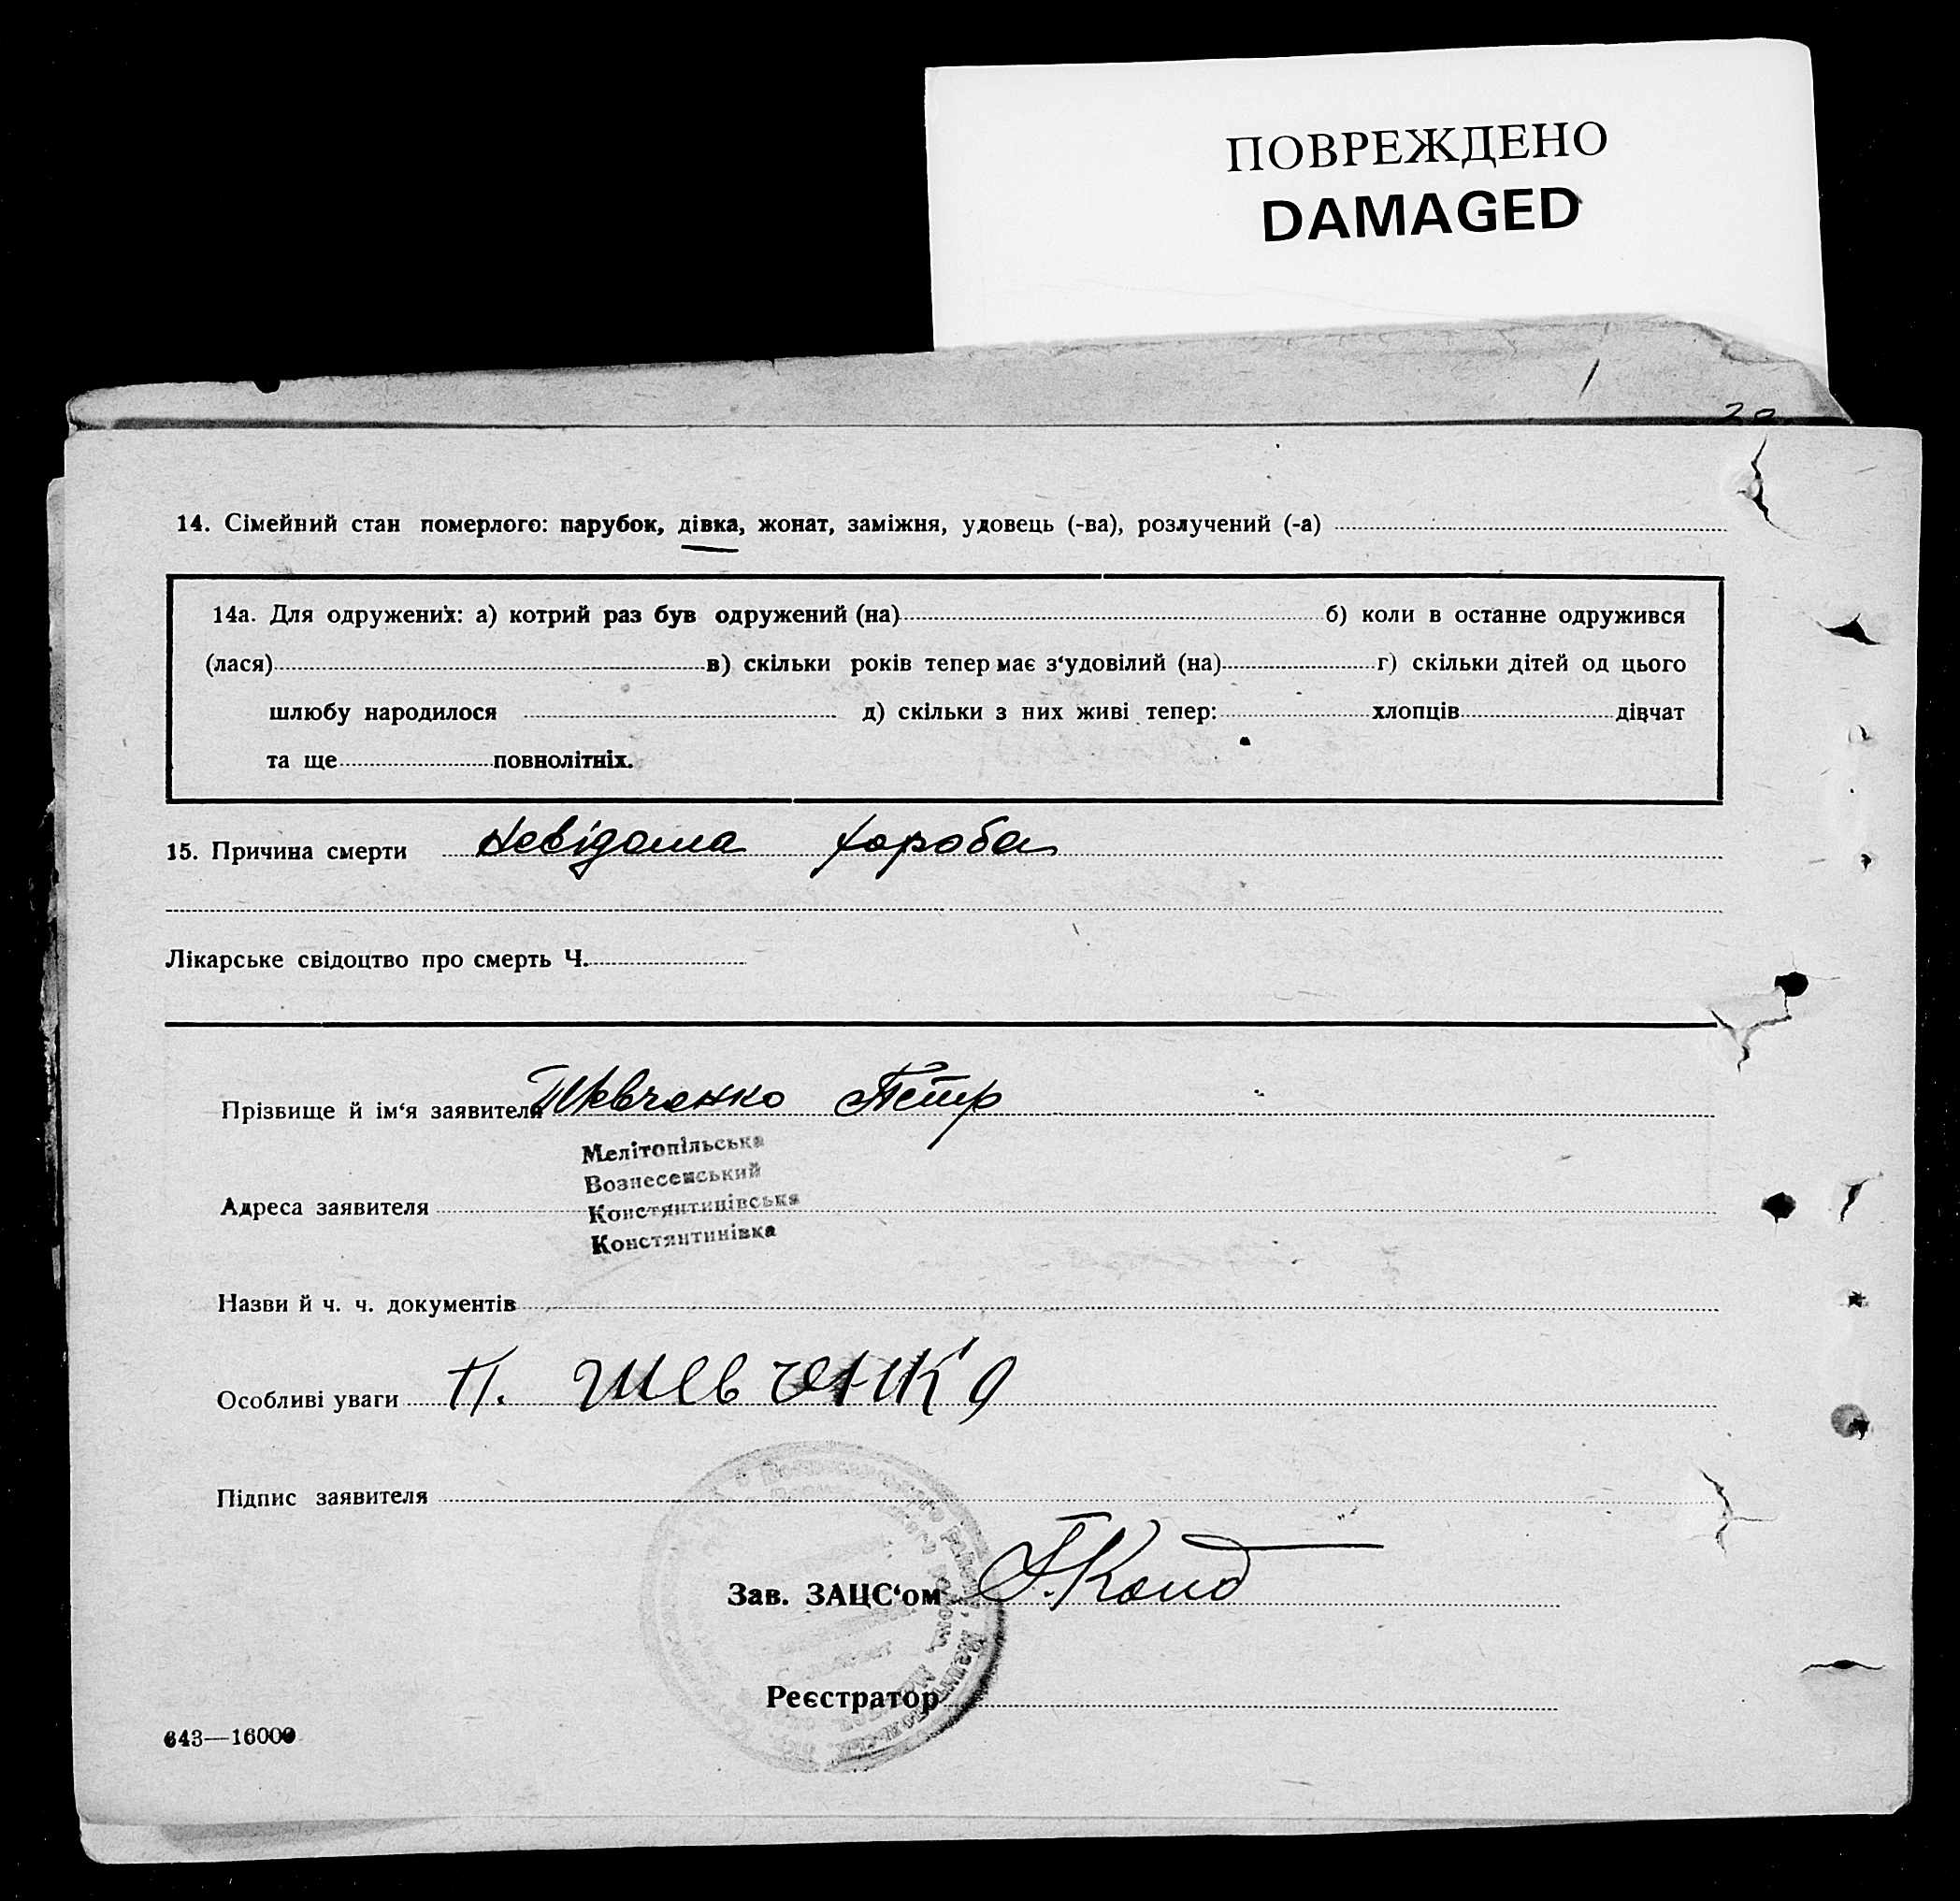 ПОВРЕЖДЕНО
DAMAGED
14. Сімейний стан померлого: парубок, дівка, жонат, заміжня, удовець (-ва), розлучений (-а)
14а. Для одружених: а) котрий раз був одружений (на) б) коли в останне одружився
(лася) в) скільки років тепер має з‘удовілий (на) г) скільки дітей од цього
шлюбу народилося д) скільки з них живі тепер: хлопців дівчат
та ще повнолітніх.
15. Причина смерти Невідома хороба
Лікарське свідоцтво про смерть Ч.
Прізвище й ім‘я заявителя Шевченко Петр
Мелітопільська
Вознесенський
Адреса заявителя Констянтинівська
Констянтинівка
Назви й ч. ч. документів
Особливі уваги П. Шевченко
Підпис заявителя
Зав. ЗАЦС‘ом
Реєстратор
643—16000